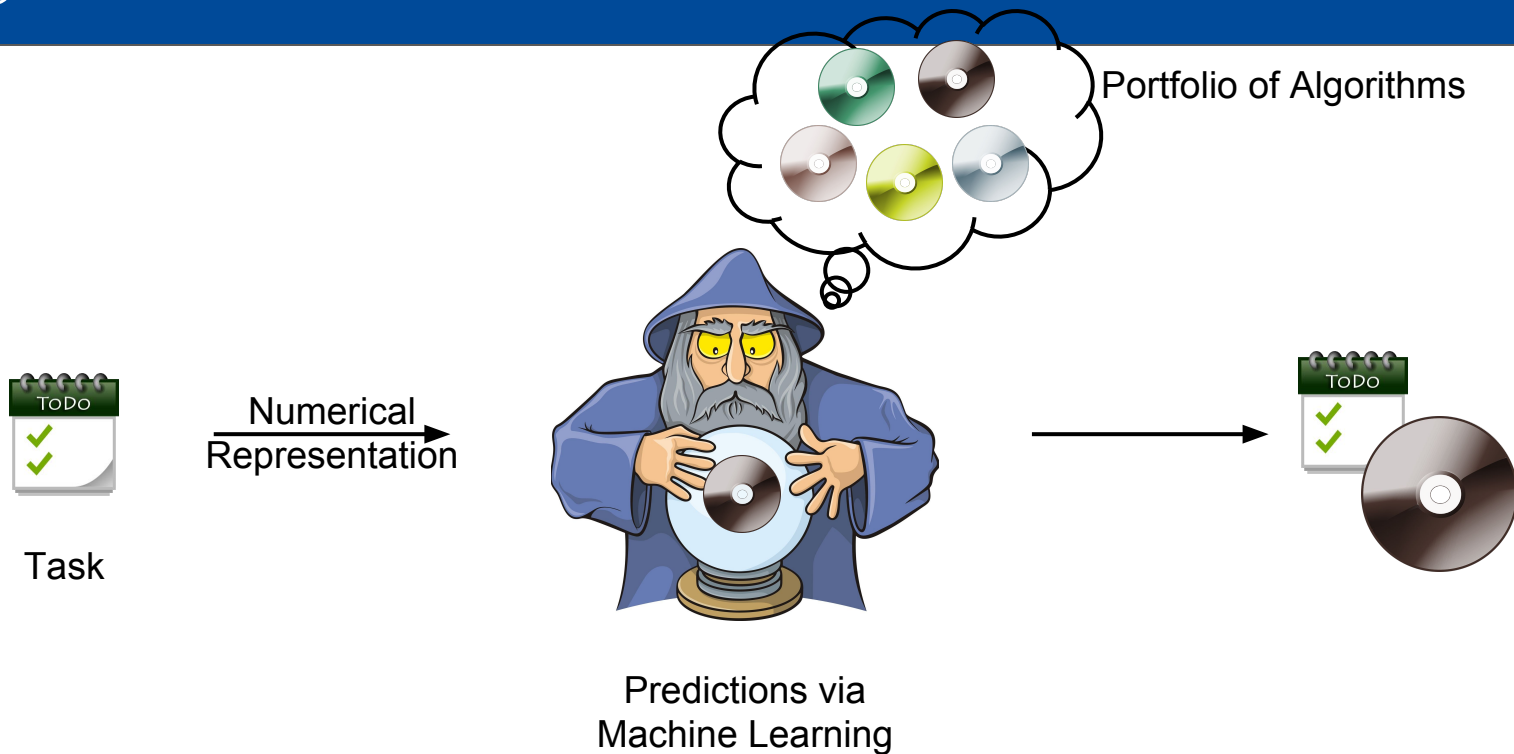 Portfolio of Algorithms
ToDo
Numerical
Representation
ToDo
Task
Predictions via
Machine Learning